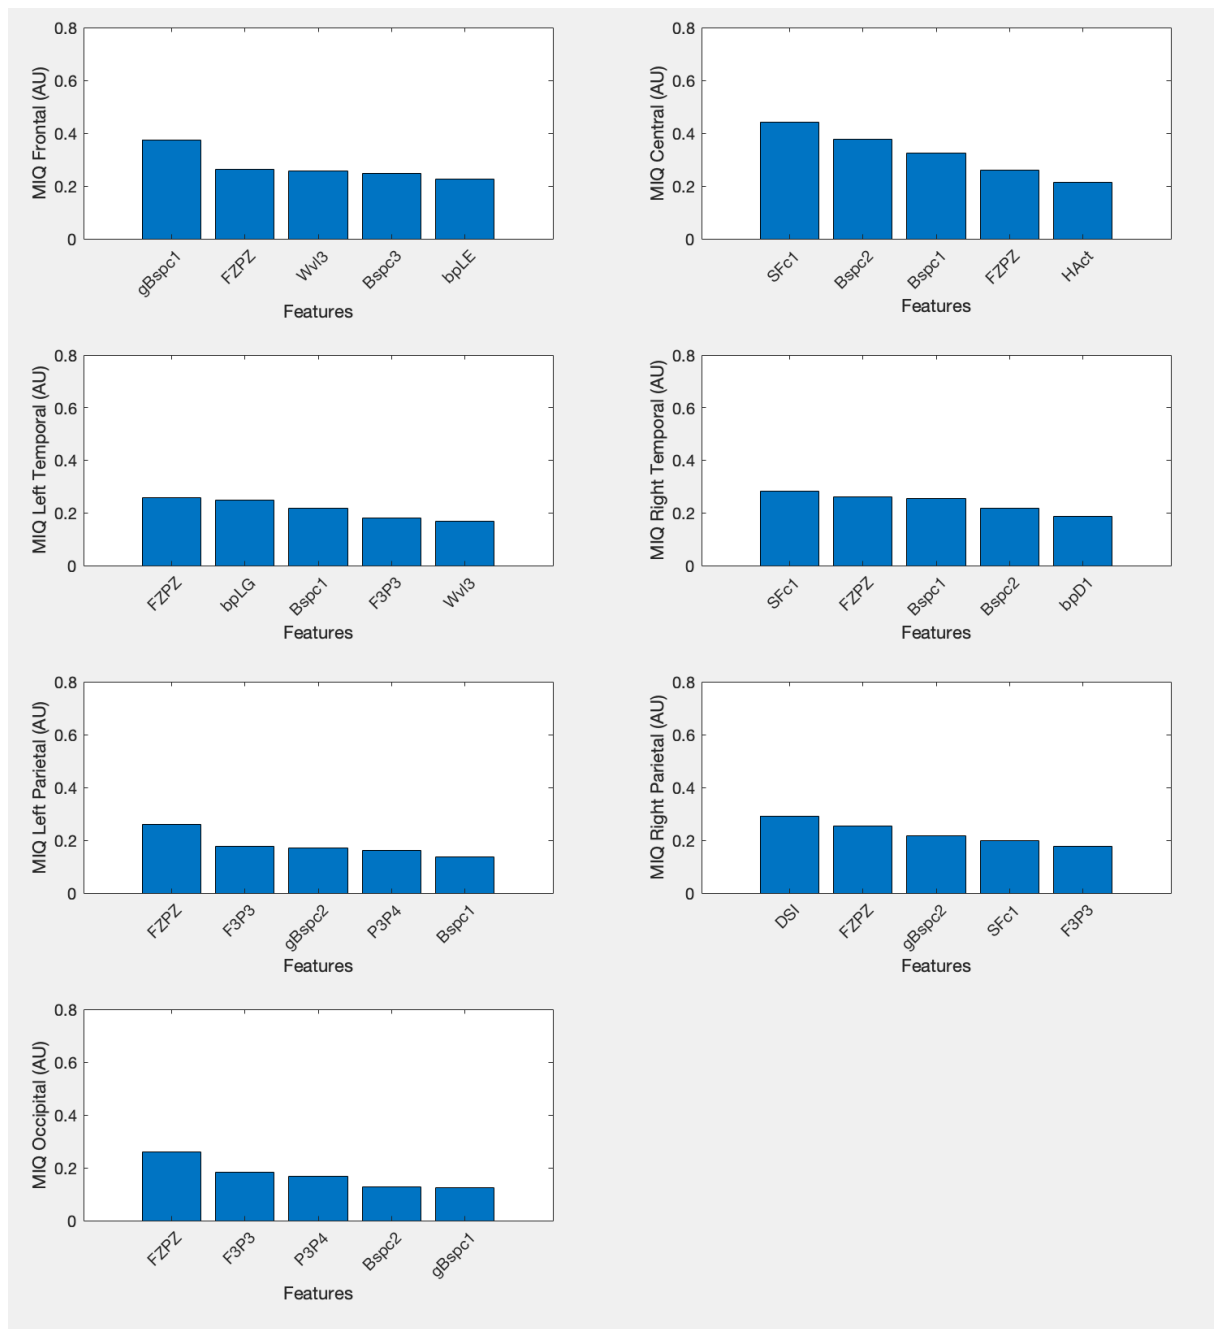 MIQ Frontal (AU)
0.8
0.6
0.4
0.2
0
gBspc1 FZPZ Wvl3 Bspc3 bpLE
Features
MIQ Central (AU)
0.8
0.6
0.4
0.2
0
SFc1 Bspc2 Bspc1 FZPZ HAct
Features
MIQ Left Temporal (AU)
0.8
0.6
0.4
0.2
0
FZPZ bpLG Bspc1 F3P3 Wvl3
Features
MIQ Right Temporal (AU)
0.8
0.6
0.4
0.2
0
SFc1 FZPZ Bspc1 Bspc2 bpD1
Features
MIQ Left Parietal (AU)
0.8
0.6
0.4
0.2
0
FZPZ F3P3 gBspc2 P3P4 Bspc1
Features
MIQ Right Parietal (AU)
0.8
0.6
0.4
0.2
0
DSI FZPZ gBspc2 SFc1 F3P3
Features
MIQ Occipital (AU)
0.8
0.6
0.4
0.2
0
FZPZ F3P3 P3P4 Bspc2 gBspc1
Features